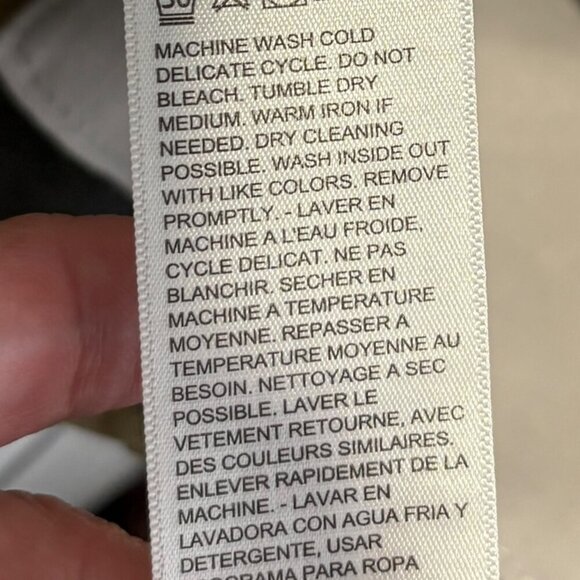 30
MACHINE WASH COLD
DELICATE CYCLE. DO NOT
BLEACH. TUMBLE DRY
MEDIUM. WARM IRON IF
NEEDED. DRY CLEANING
POSSIBLE. WASH INSIDE OUT
WITH LIKE COLORS. REMOVE
PROMPTLY. - LAVER EN
MACHINE A L'EAU FROIDE,
CYCLE DELICAT. NE PAS
BLANCHIR. SECHER EN
MACHINE A TEMPERATURE
MOYENNE. REPASSER A
TEMPERATURE MOYENNE AU
BESOIN. NETTOYAGE A SEC
POSSIBLE. LAVER LE
VETEMENT RETOURNE, AVEC
DES COULEURS SIMILAIRES.
ENLEVER RAPIDEMENT DE LA
MACHINE. - LAVAR EN
LAVADORA CON AGUA FRIA Y
DETERGENTE, USAR
PROGRAMA PARA ROPA